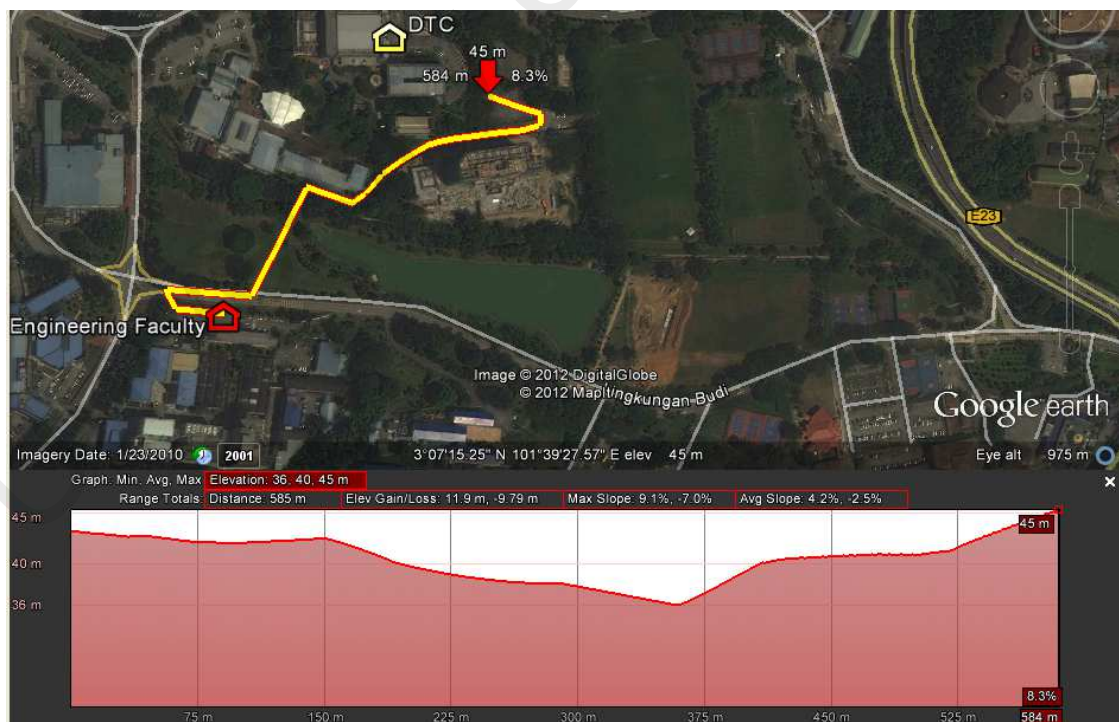 DTC
45 m
584 m 8.3%
E23
Engineering Faculty
Image © 2012 DigitalGlobe
© 2012 MapIt
ingkungan Budi
Google earth
Imagery Date: 1/23/2010 2001 3°07'15.25" N 101°39'27.57" E elev 45 m Eye alt 975 m
Graph: Min, Avg, Max Elevation: 36, 40, 45 m
Range Totals: Distance: 585 m Elev Gain/Loss: 11.9 m, -9.79 m Max Slope: 9.1%, -7.0% Avg Slope: 4.2%, -2.5%
45 m 45 m
40 m
36 m
8.3%
75 m 150 m 225 m 300 m 375 m 450 m 525 m 584 m